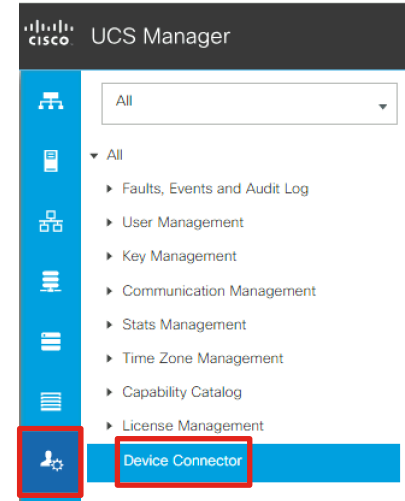 CISCO
UCS Manager
All
All
Faults, Events and Audit Log
User Management
Key Management
Communication Management
Stats Management
Time Zone Management
Capability Catalog
License Management
Device Connector